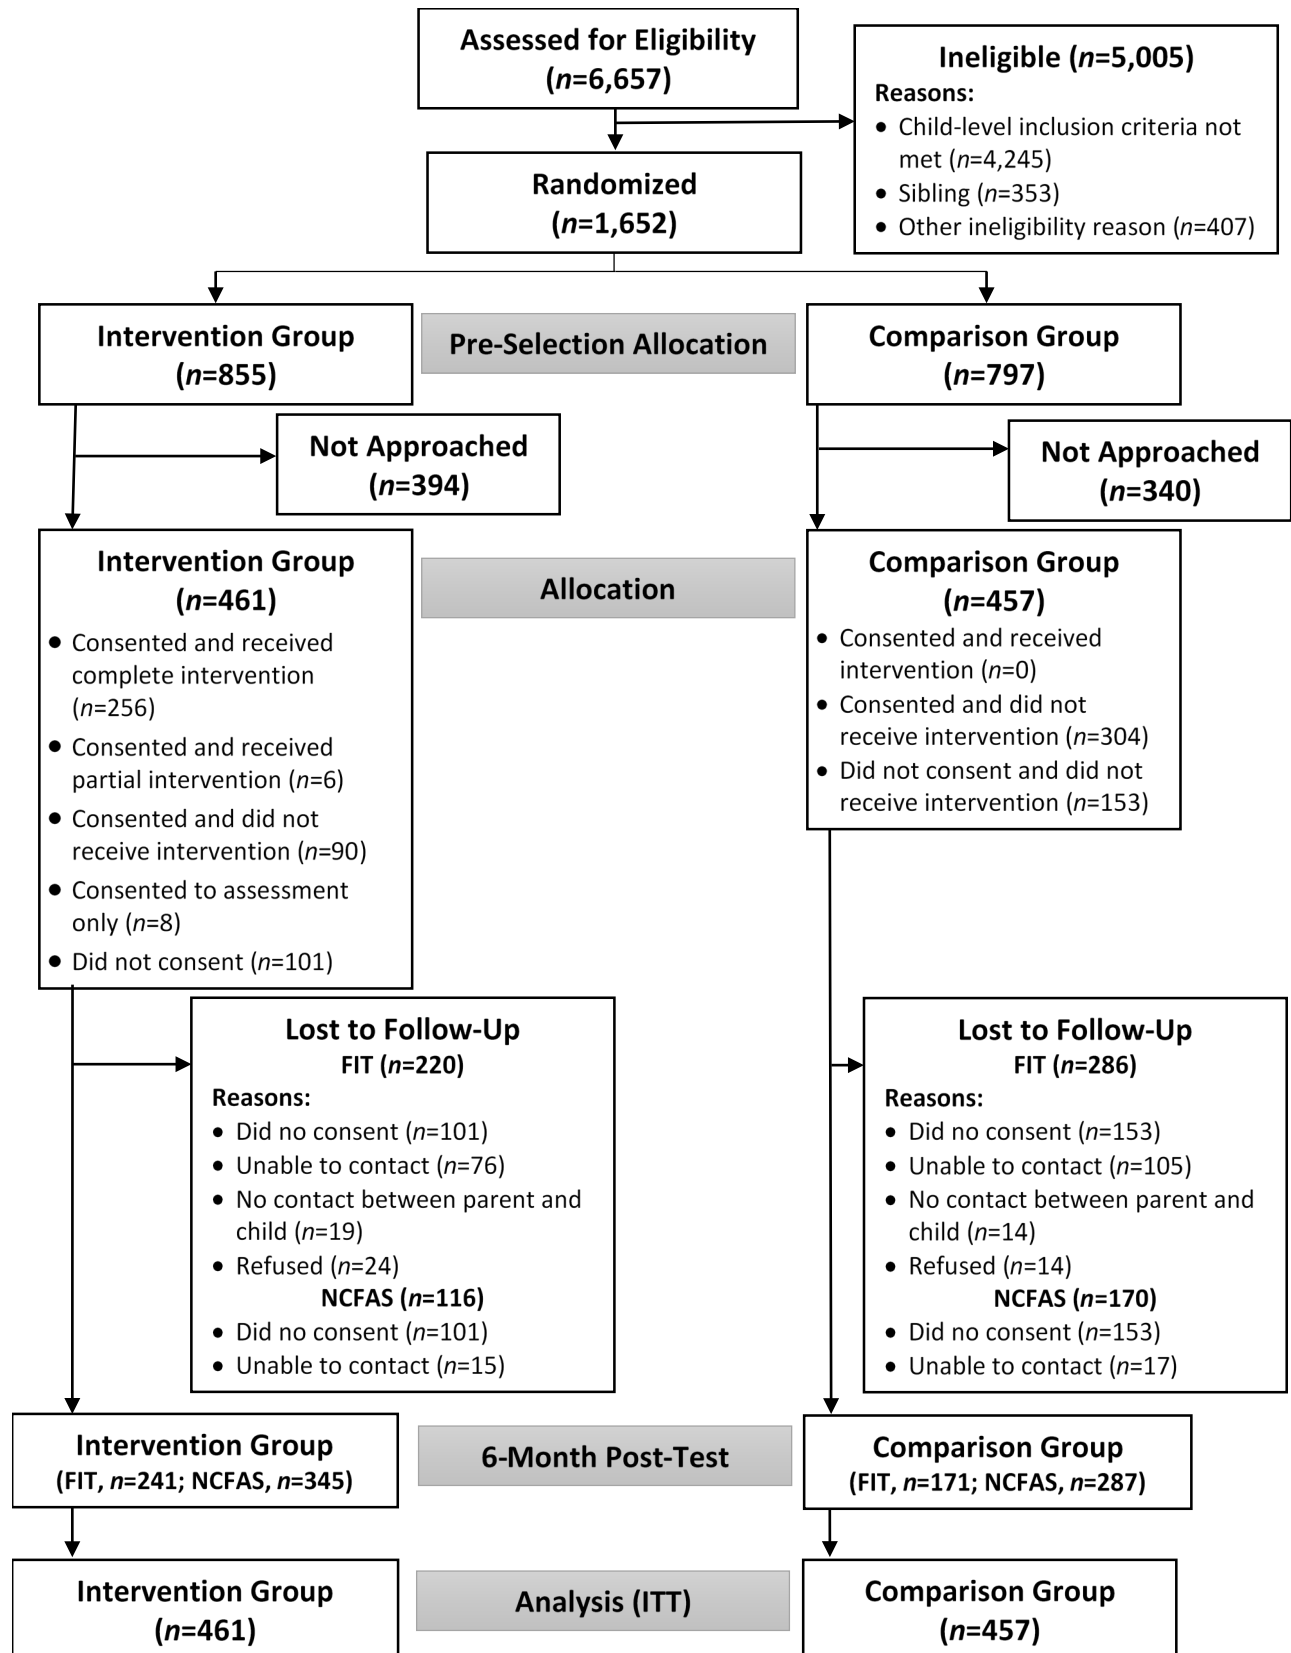 Assessed for Eligibility
(n=6,657)
Ineligible (n=5,005)
Reasons:
• Child-level inclusion criteria not
met (n=4,245)
• Sibling (n=353)
• Other ineligibility reason (n=407)
Randomized
(n=1,652)
Intervention Group
(n=855)
Pre-Selection Allocation
Comparison Group
(n=797)
Not Approached
(n=394)
Not Approached
(n=340)
Intervention Group
(n=461)
• Consented and received
complete intervention
(n=256)
• Consented and received
partial intervention (n=6)
• Consented and did not
receive intervention (n=90)
• Consented to assessment
only (n=8)
• Did not consent (n=101)
Allocation
Comparison Group
(n=457)
• Consented and received
intervention (n=0)
• Consented and did not
receive intervention (n=304)
• Did not consent and did not
receive intervention (n=153)
Lost to Follow-Up
FIT (n=220)
Reasons:
• Did no consent (n=101)
• Unable to contact (n=76)
• No contact between parent and
child (n=19)
• Refused (n=24)
NCFAS (n=116)
• Did no consent (n=101)
• Unable to contact (n=15)
Lost to Follow-Up
FIT (n=286)
Reasons:
• Did no consent (n=153)
• Unable to contact (n=105)
• No contact between parent and
child (n=14)
• Refused (n=14)
NCFAS (n=170)
• Did no consent (n=153)
• Unable to contact (n=17)
Intervention Group
(FIT, n=241; NCFAS, n=345)
6-Month Post-Test
Comparison Group
(FIT, n=171; NCFAS, n=287)
Intervention Group
(n=461)
Analysis (ITT)
Comparison Group
(n=457)